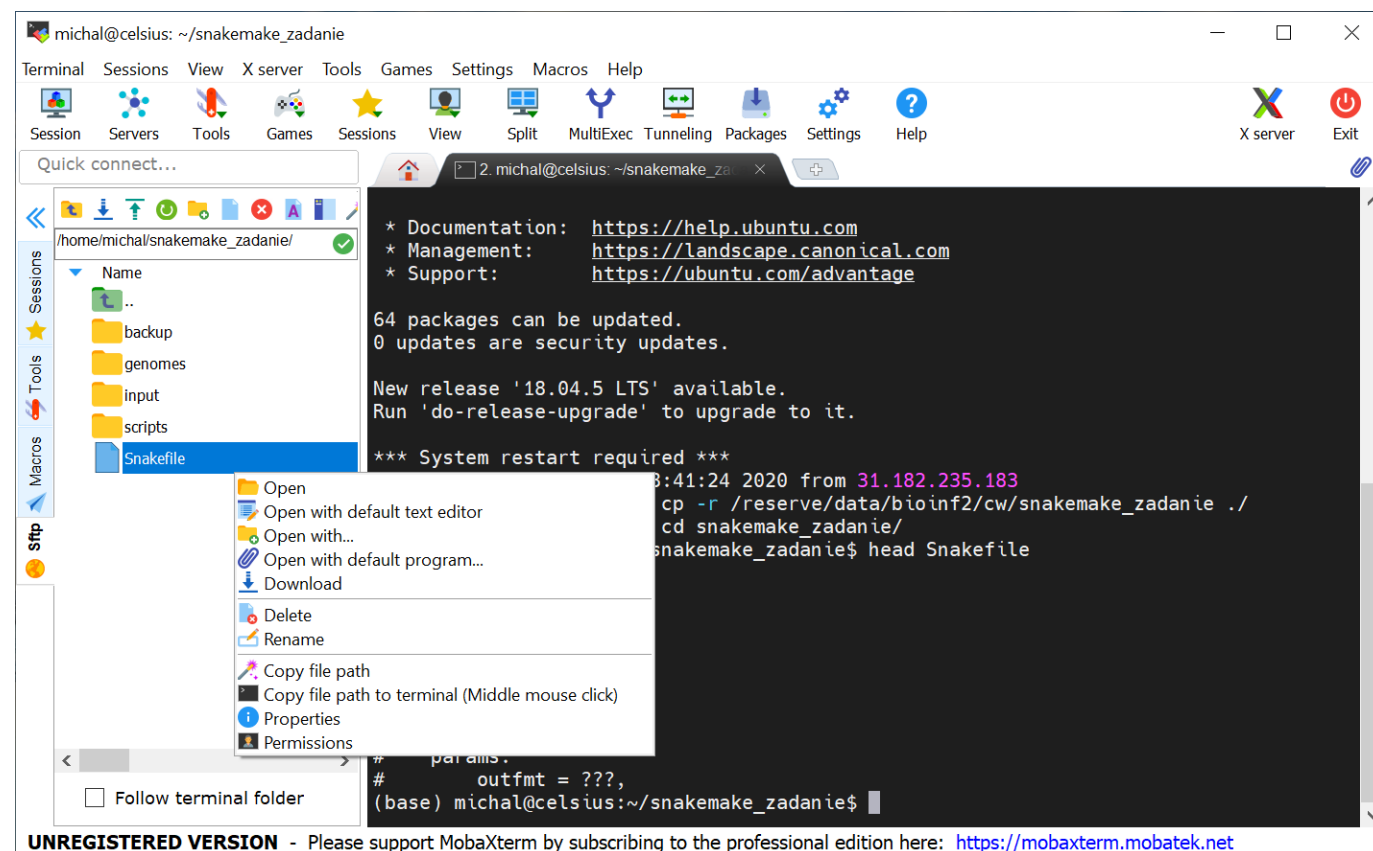 michal@celsius: ~/snakemake_zadanie
Terminal Sessions View X server Tools Games Settings Macros Help
Session Servers Tools Games Sessions View Split MultiExec Tunneling Packages Settings Help X server Exit
Quick connect...
2. michal@celsius: ~/snakemake_za
/home/michal/snakemake_zadanie/
Name
..
backup
genomes
input
scripts
Snakefile
Sessions
Tools
Macros
Sftp
Open
Open with default text editor
Open with...
Open with default program...
Download
Delete
Rename
Copy file path
Copy file path to terminal (Middle mouse click)
Properties
Permissions
Follow terminal folder
* Documentation: https://help.ubuntu.com
* Management: https://landscape.canonical.com
* Support: https://ubuntu.com/advantage
64 packages can be updated.
0 updates are security updates.
New release '18.04.5 LTS' available.
Run 'do-release-upgrade' to upgrade to it.
*** System restart required ***
:41:24 2020 from 31.182.235.183
cp -r /reserve/data/bioinf2/cw/snakemake_zadanie ./
cd snakemake_zadanie/
snakemake_zadanie$ head Snakefile
# params:
# outfmt = ???,
(base) michal@celsius:~/snakemake_zadanie$
UNREGISTERED VERSION - Please support MobaXterm by subscribing to the professional edition here: https://mobaxterm.mobatek.net